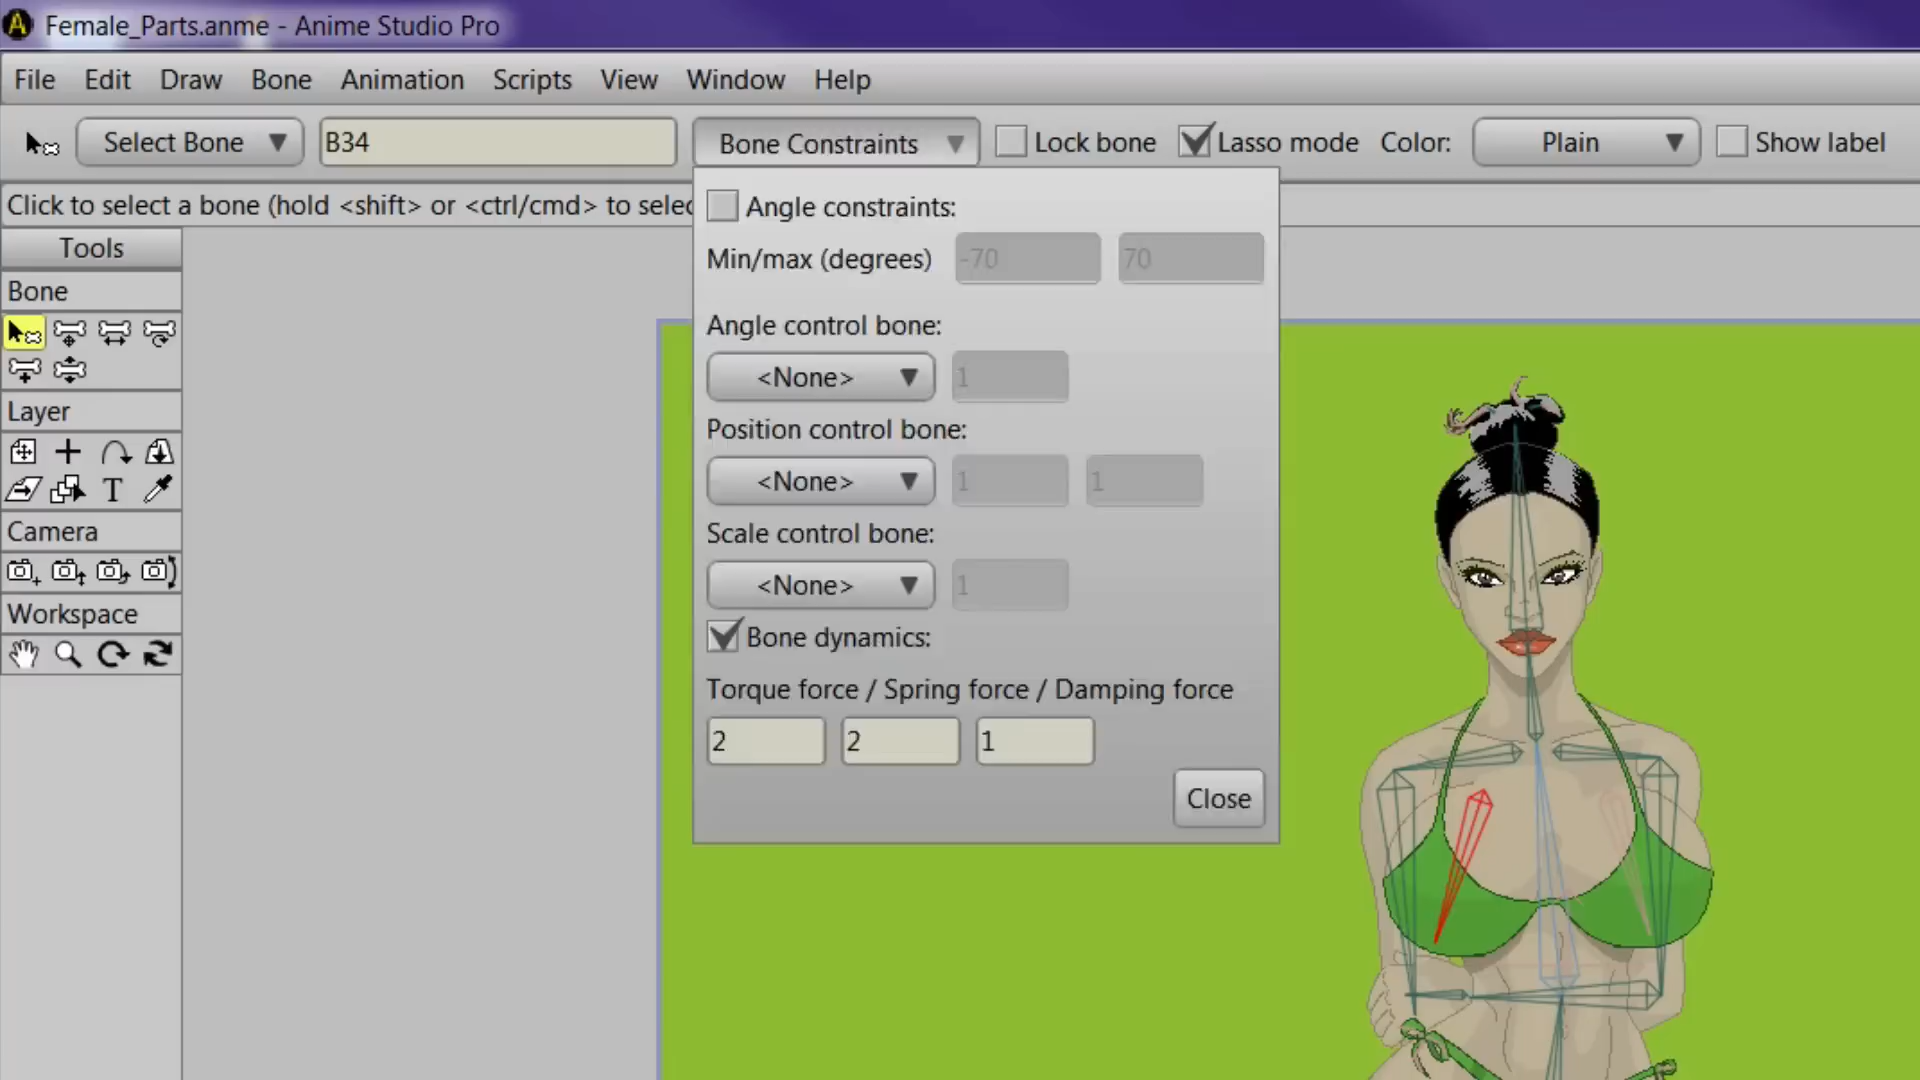 Female_Parts.anme - Anime Studio Pro
File Edit Draw Bone Animation Scripts View Window Help
Select Bone B34 Bone Constraints Lock bone Lasso mode Color: Plain Show label
Click to select a bone (hold <shift> or <ctrl/cmd> to
Tools
Bone
Layer
T
Camera
Workspace
Angle constraints:
Min/max (degrees) -70 70
Angle control bone:
<None> 1
Position control bone:
<None> 1 1
Scale control bone:
<None> 1
Bone dynamics:
Torque force / Spring force / Damping force
2 2 1
Close